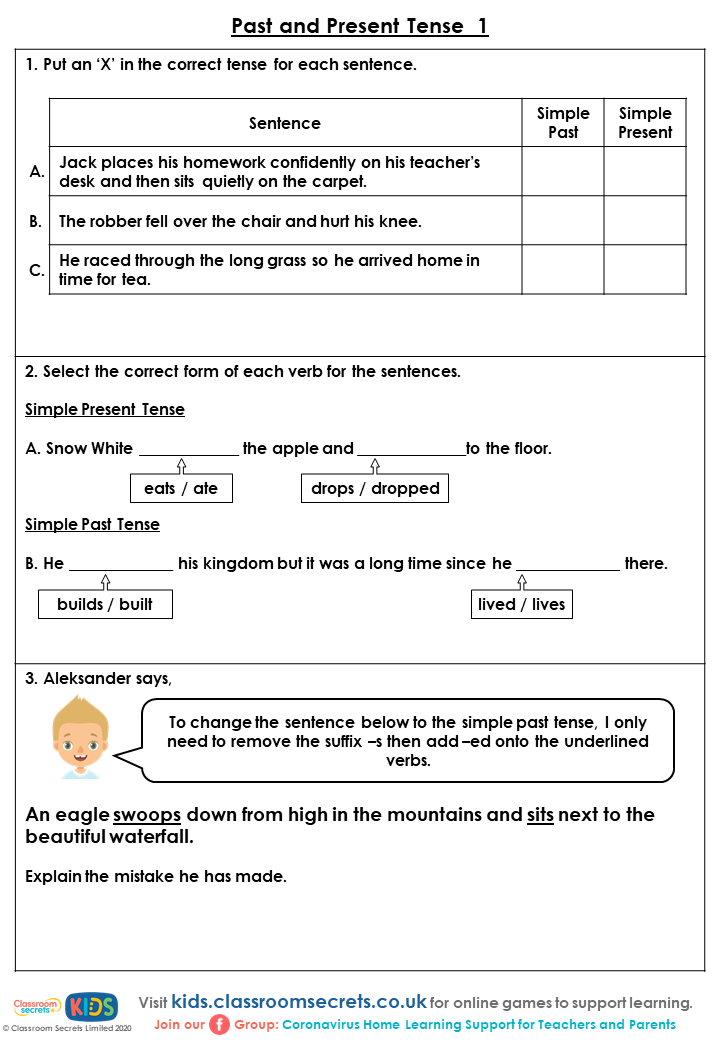 Past and Present Tense 1
1. Put an ‘X’ in the correct tense for each sentence.
Sentence
Simple
Past
Simple
Present
A.
Jack places his homework confidently on his teacher’s
desk and then sits quietly on the carpet.
B.
The robber fell over the chair and hurt his knee.
C.
He raced through the long grass so he arrived home in
time for tea.
2. Select the correct form of each verb for the sentences.
Simple Present Tense
A. Snow White ____________ the apple and _____________to the floor.
eats / ate
drops / dropped
Simple Past Tense
B. He _____________ his kingdom but it was a long time since he _____________ there.
builds / built
lived / lives
3. Aleksander says,
To change the sentence below to the simple past tense, I only
need to remove the suffix –s then add –ed onto the underlined
verbs.
An eagle swoops down from high in the mountains and sits next to the
beautiful waterfall.
Explain the mistake he has made.
Classroom
Secrets
KIDS
© Classroom Secrets Limited 2020
Visit kids.classroomsecrets.co.uk for online games to support learning.
Join our f Group: Coronavirus Home Learning Support for Teachers and Parents